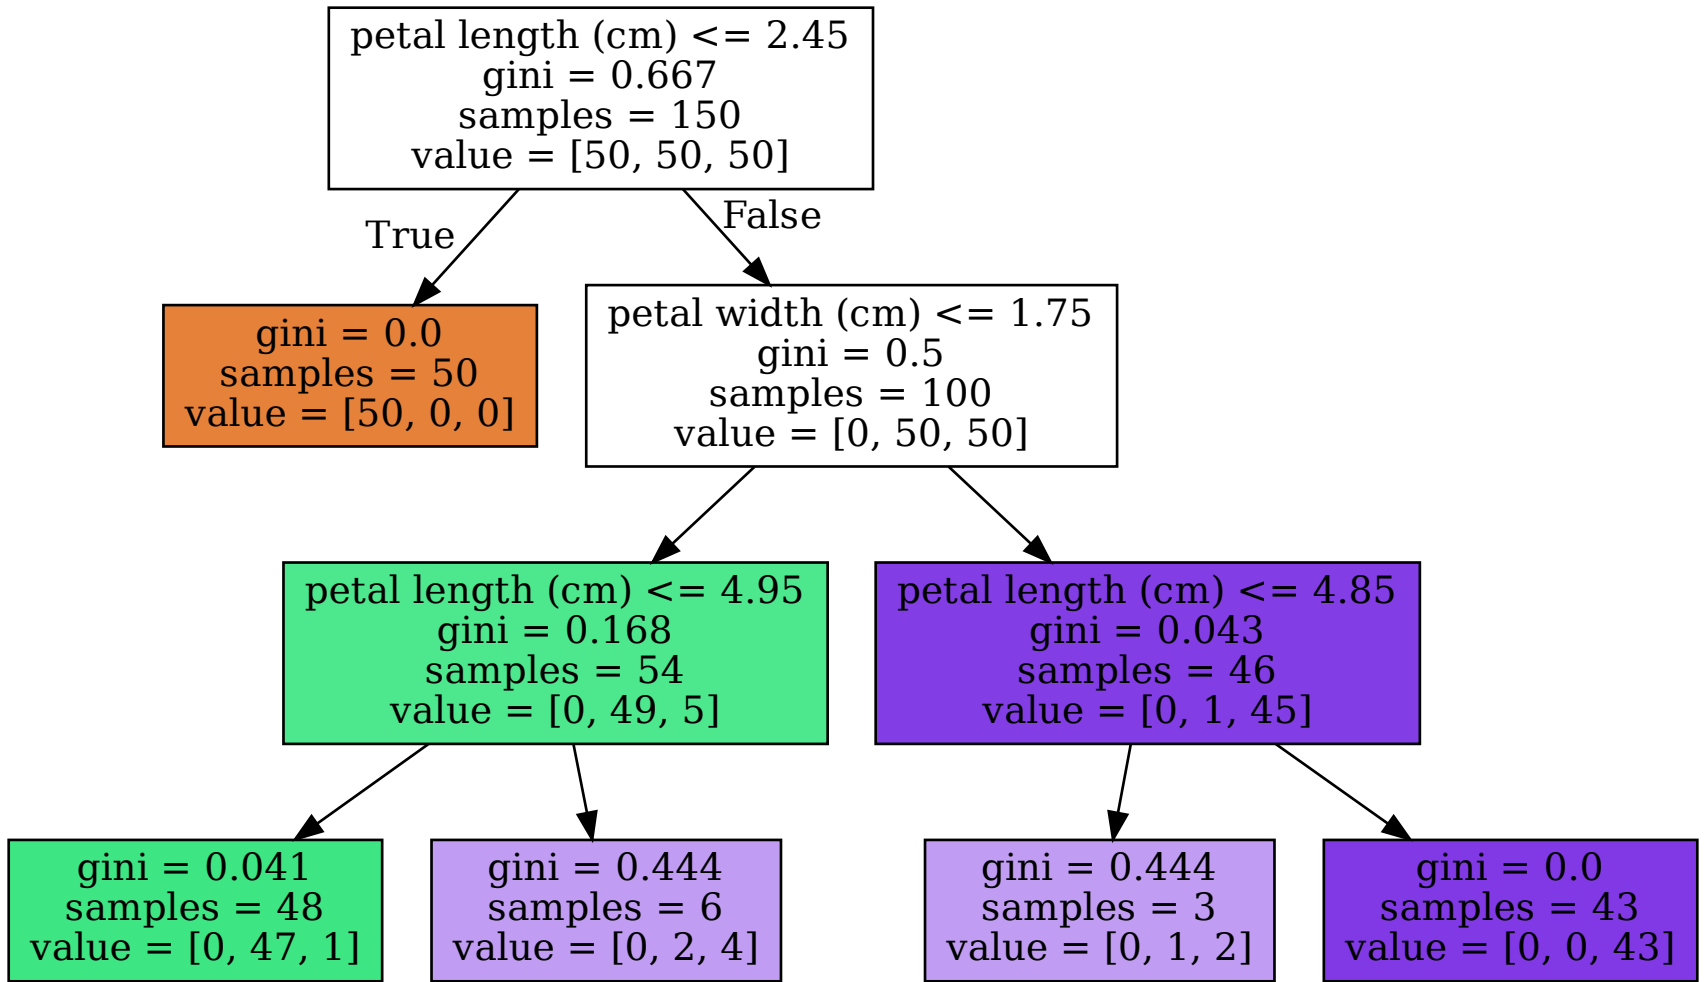 petal length (cm) <= 2.45
gini = 0.667
samples = 150
value = [50, 50, 50]
True
False
gini = 0.0
samples = 50
value = [50, 0, 0]
petal width (cm) <= 1.75
gini = 0.5
samples = 100
value = [0, 50, 50]
petal length (cm) <= 4.95
gini = 0.168
samples = 54
value = [0, 49, 5]
petal length (cm) <= 4.85
gini = 0.043
samples = 46
value = [0, 1, 45]
gini = 0.041
samples = 48
value = [0, 47, 1]
gini = 0.444
samples = 6
value = [0, 2, 4]
gini = 0.444
samples = 3
value = [0, 1, 2]
gini = 0.0
samples = 43
value = [0, 0, 43]